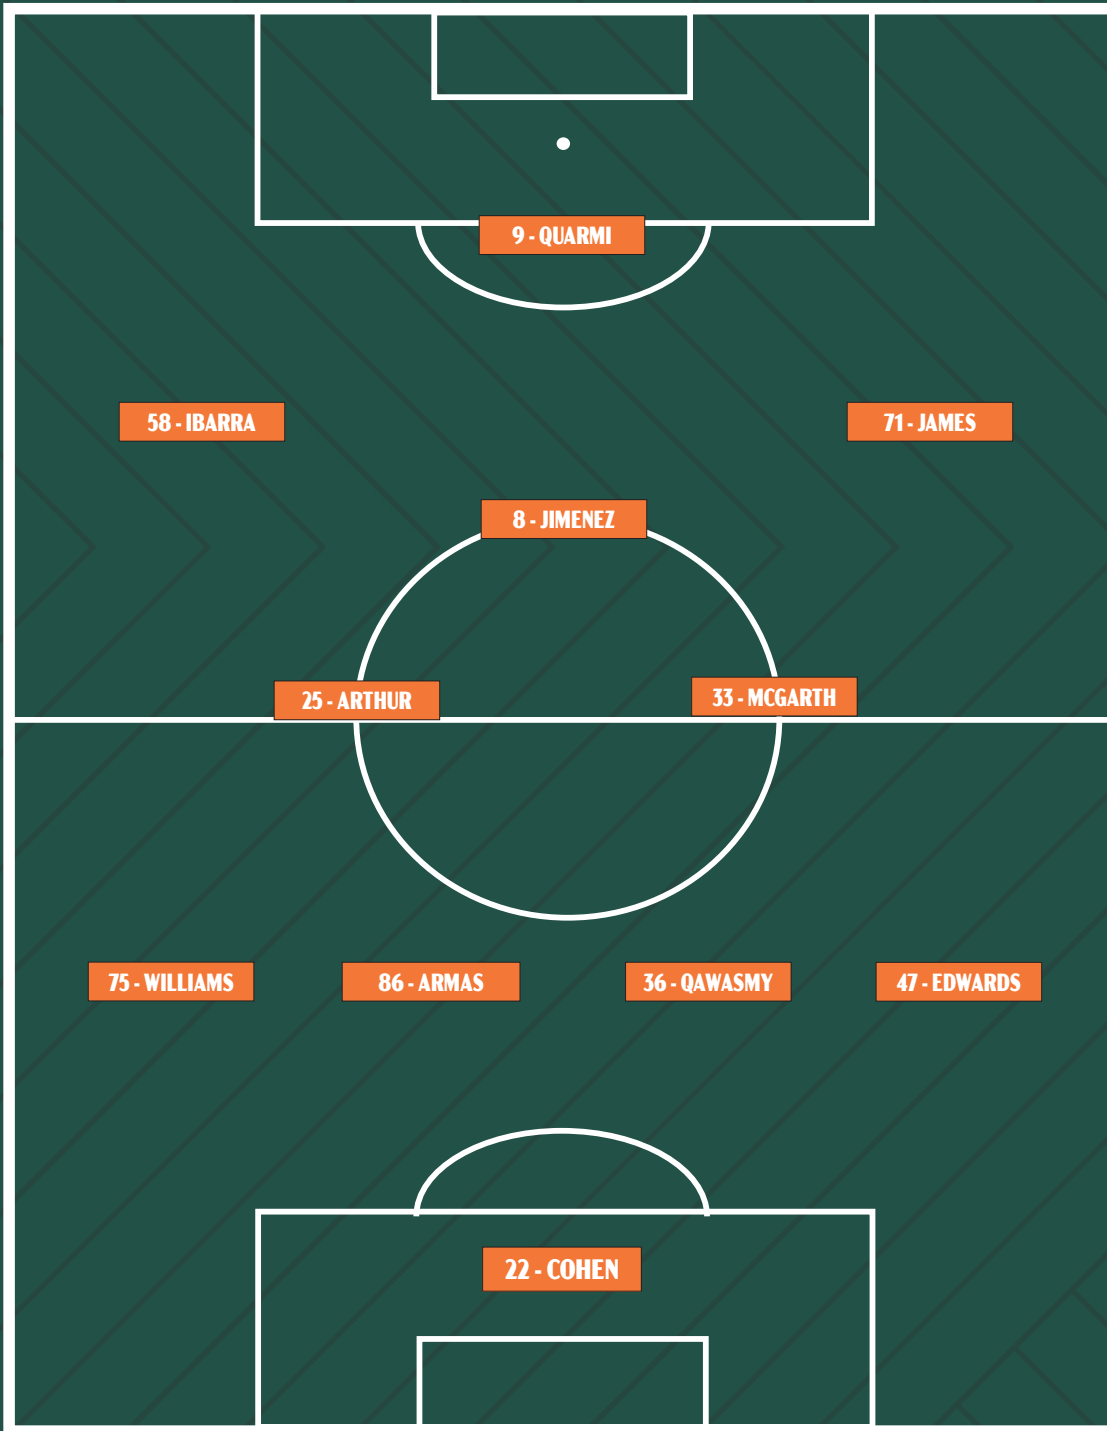 9 - QUARMI
58 - IBARRA
71 - JAMES
8 - JIMENEZ
25 - ARTHUR
33 - MCGARTH
75 - WILLIAMS
86 - ARMAS
36 - QAWASMY
47 - EDWARDS
22 - COHEN